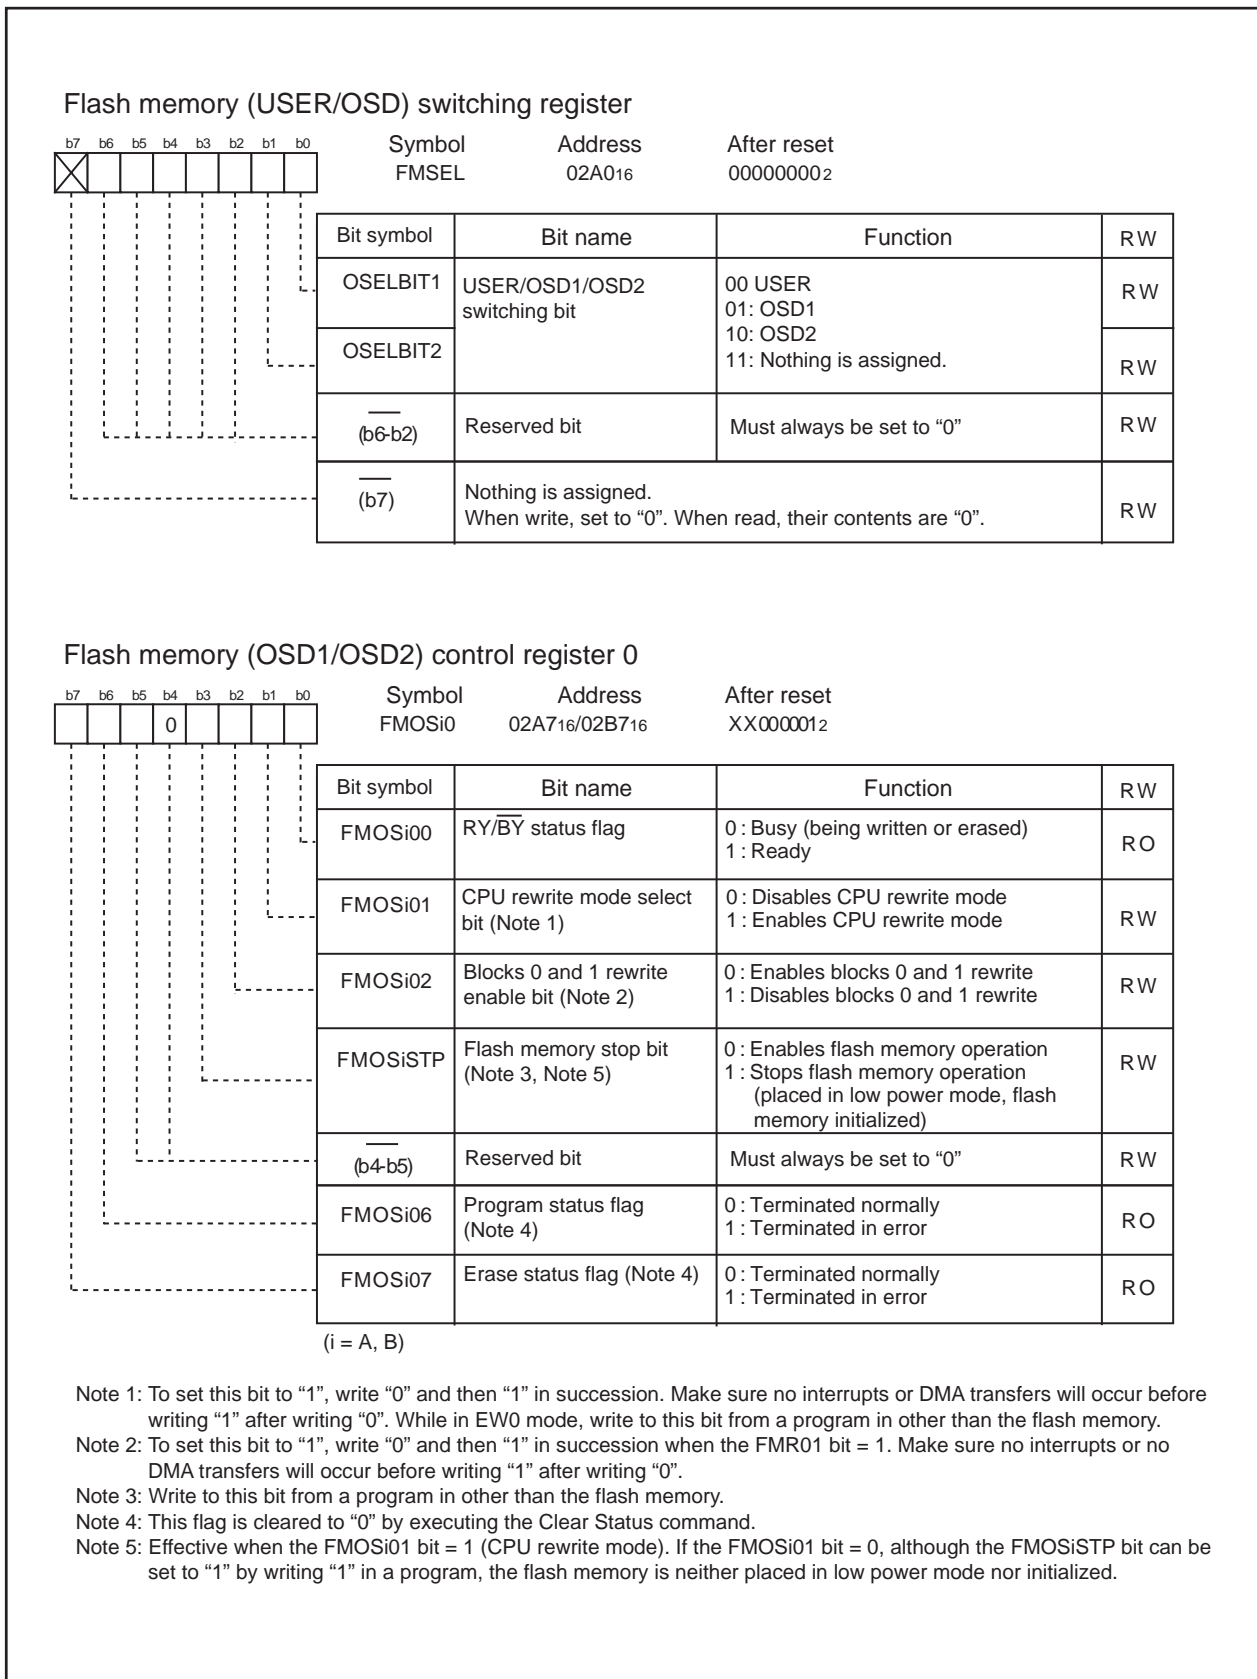 Flash memory (USER/OSD) switching register
b7 b6 b5 b4 b3 b2 b1 b0
Symbol Address After reset
FMSEL 02A016 000000002
Bit symbol Bit name Function RW
OSELBIT1 USER/OSD1/OSD2 00 USER RW
switching bit 01: OSD1
10: OSD2
OSELBIT2 11: Nothing is assigned. RW
(b6-b2) Reserved bit Must always be set to “0” RW
(b7) Nothing is assigned. RW
When write, set to “0”. When read, their contents are “0”.
Flash memory (OSD1/OSD2) control register 0
b7 b6 b5 b4 b3 b2 b1 b0
Symbol Address After reset
0 FMOSi0 02A716/02B716 XX0000012
Bit symbol Bit name Function RW
FMOSi00 RY/BY status flag 0 : Busy (being written or erased) RO
1 : Ready
FMOSi01 CPU rewrite mode select 0 : Disables CPU rewrite mode RW
bit (Note 1) 1 : Enables CPU rewrite mode
FMOSi02 Blocks 0 and 1 rewrite 0 : Enables blocks 0 and 1 rewrite RW
enable bit (Note 2) 1 : Disables blocks 0 and 1 rewrite
FMOSiSTP Flash memory stop bit 0 : Enables flash memory operation RW
(Note 3, Note 5) 1 : Stops flash memory operation
(placed in low power mode, flash
memory initialized)
(b4-b5) Reserved bit Must always be set to “0” RW
FMOSi06 Program status flag 0 : Terminated normally RO
(Note 4) 1 : Terminated in error
FMOSi07 Erase status flag (Note 4) 0 : Terminated normally RO
1 : Terminated in error
(i = A, B)
Note 1: To set this bit to “1”, write “0” and then “1” in succession. Make sure no interrupts or DMA transfers will occur before
writing “1” after writing “0”. While in EW0 mode, write to this bit from a program in other than the flash memory.
Note 2: To set this bit to “1”, write “0” and then “1” in succession when the FMR01 bit = 1. Make sure no interrupts or no
DMA transfers will occur before writing “1” after writing “0”.
Note 3: Write to this bit from a program in other than the flash memory.
Note 4: This flag is cleared to “0” by executing the Clear Status command.
Note 5: Effective when the FMOSi01 bit = 1 (CPU rewrite mode). If the FMOSi01 bit = 0, although the FMOSiSTP bit can be
set to “1” by writing “1” in a program, the flash memory is neither placed in low power mode nor initialized.